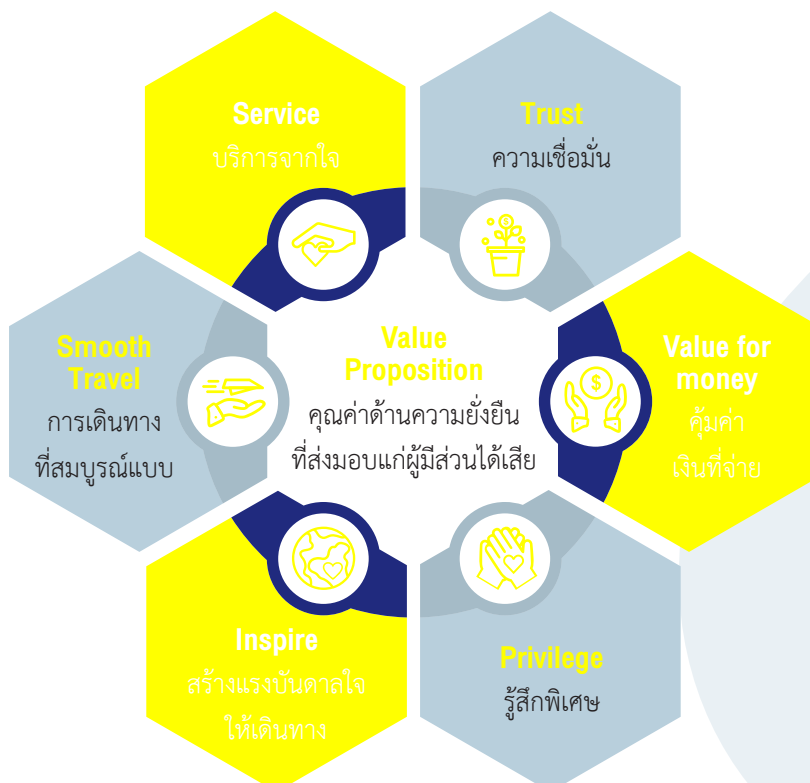 Service
บริการจากใจ
Trust
ความเชื่อมั่น
Smooth
Travel
การเดินทาง
ที่สมบูรณ์แบบ
Value
Proposition
คุณค่าด้านความยั่งยืน
ที่ส่งมอบแก่ผู้มีส่วนได้เสีย
Value for
money
คุ้มค่า
เงินที่จ่าย
Inspire
สร้างแรงบันดาลใจ
ให้เดินทาง
Privilege
รู้สึกพิเศษ